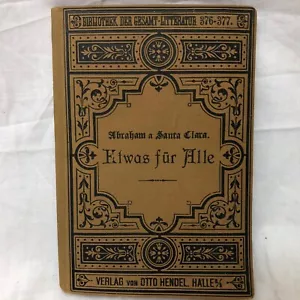 BIBLIOTHEK DER GESAMT-LITTERATUR 376-377.
Abraham a Santa Clara.
Etwas für Alle
VERLAG VON OTTO HENDEL, HALLE a/S